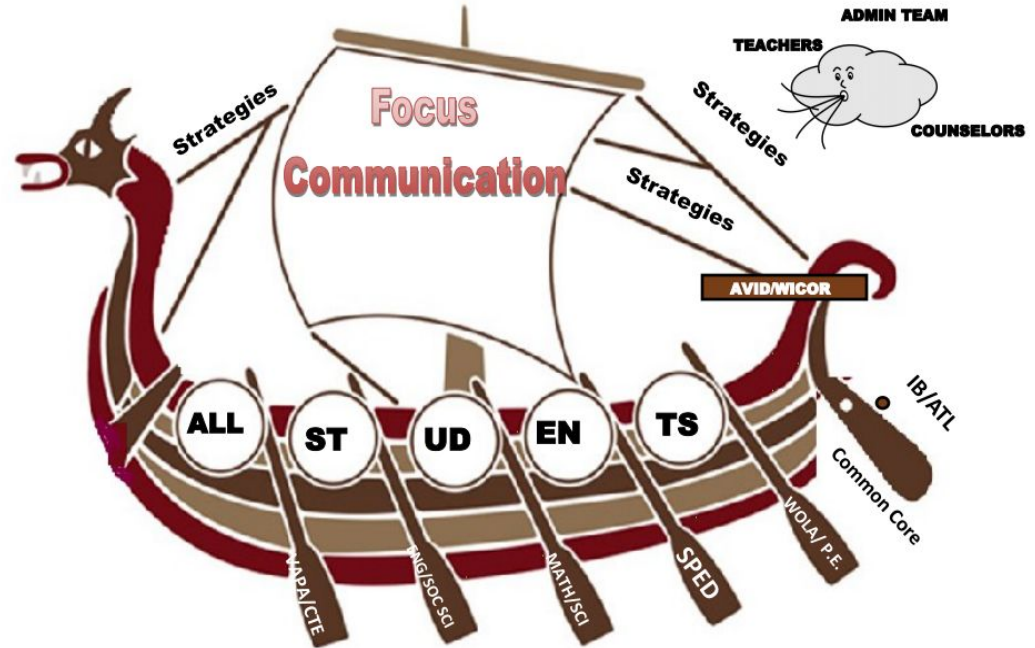 ADMIN TEAM
TEACHERS
COUNSELORS
Strategies
Focus
Communication
Strategies
Strategies
AVID/WICOR
IB/ATL
Common Core
ALL
ST
UD
EN
TS
VAPA/CTE
ENG/SOC SCI
MATH/SCI
SPED
WOLA/ P.E.